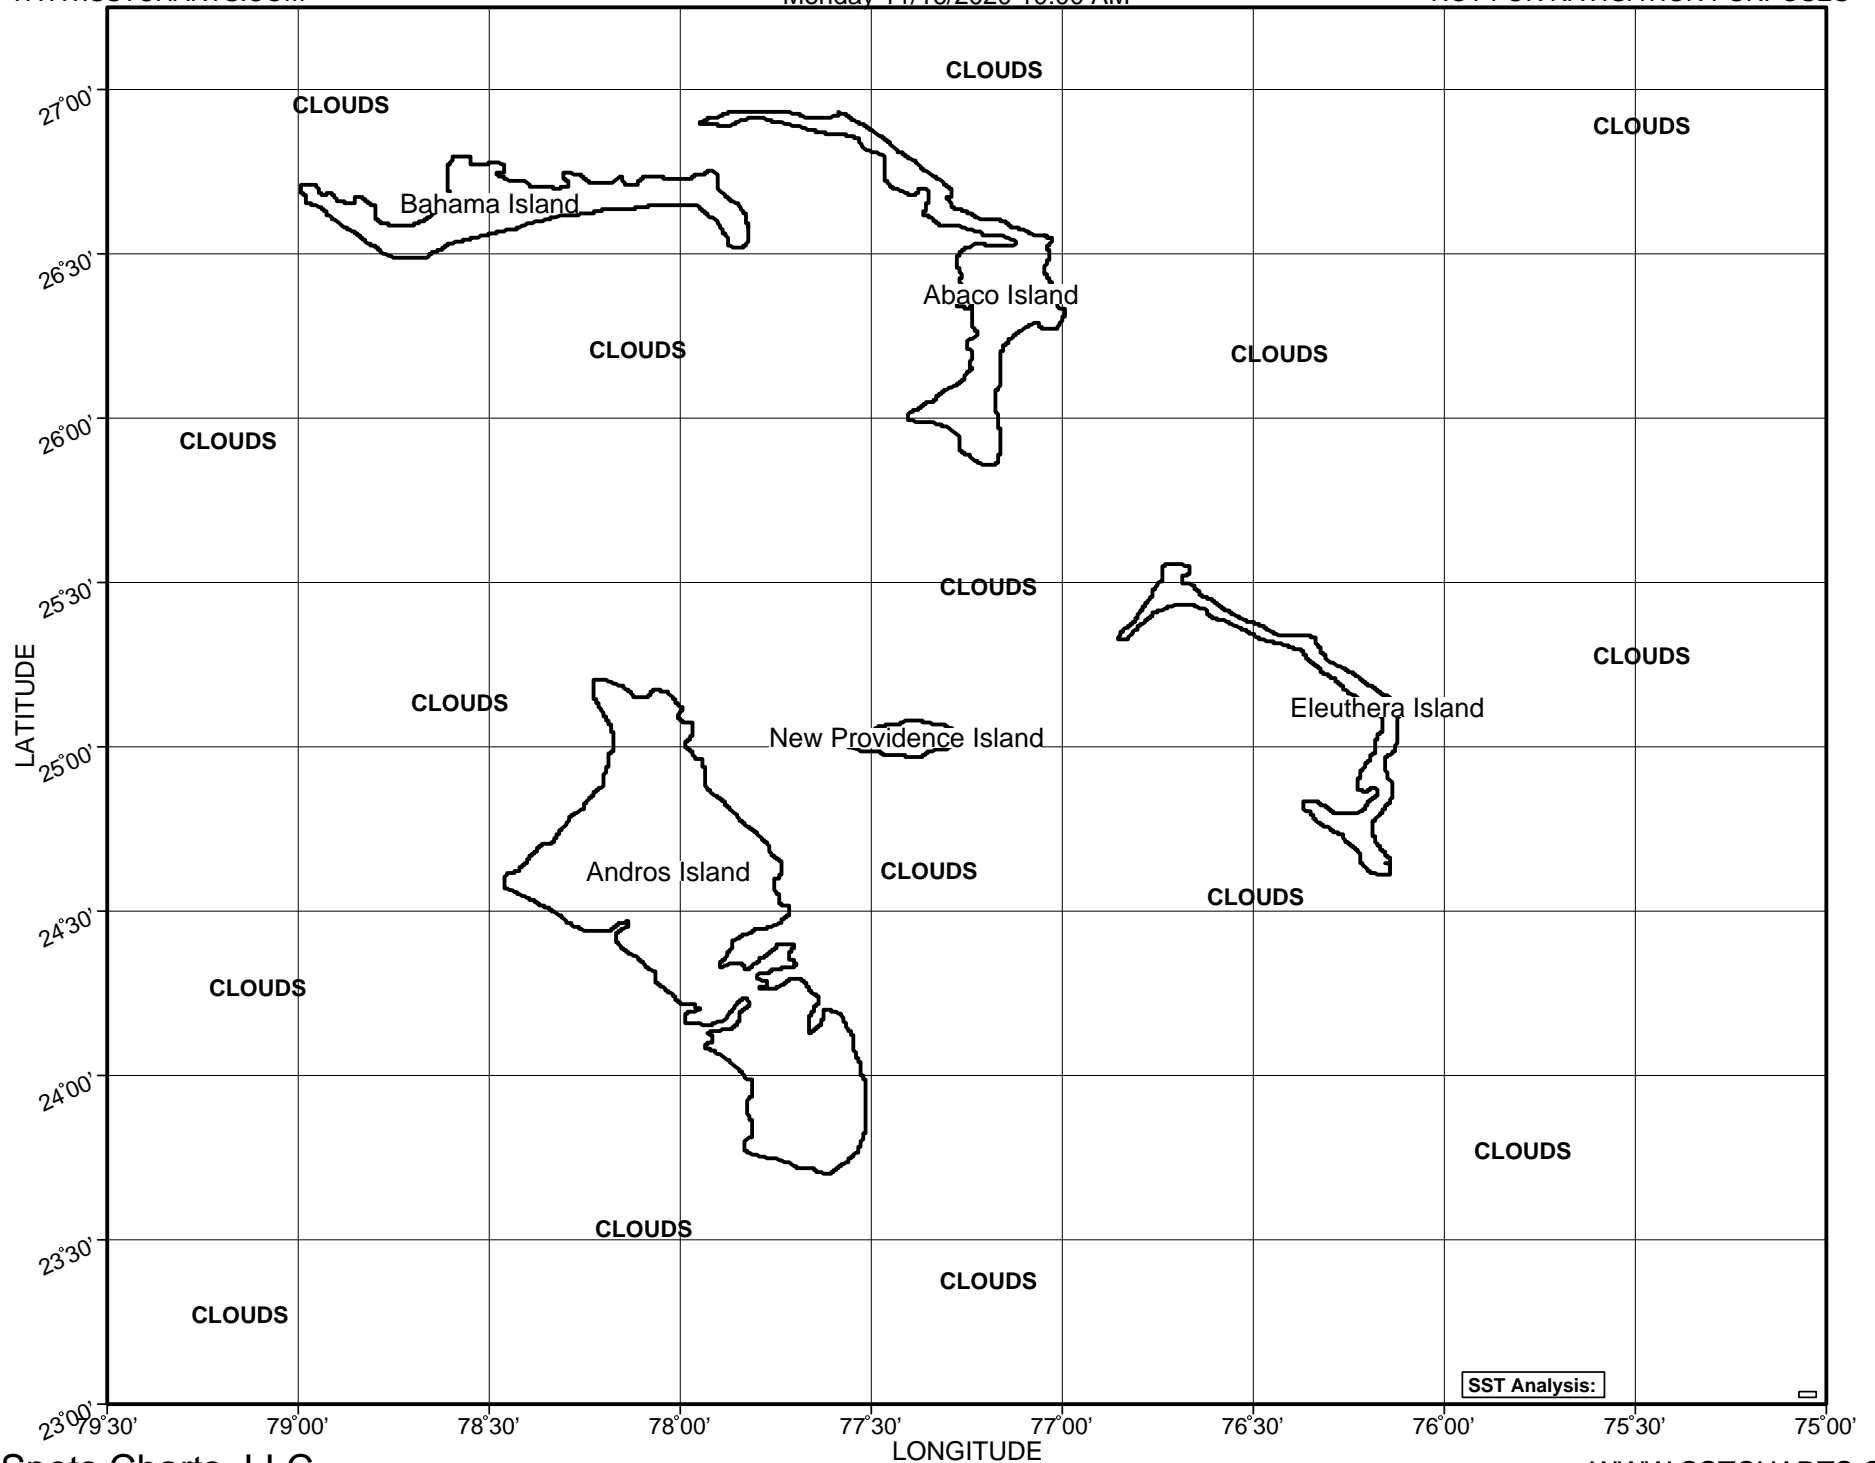 CLOUDS
27°00'
CLOUDS
CLOUDS
Bahama Island
26°30'
Abaco Island
CLOUDS
CLOUDS
26°00'
CLOUDS
25°30'
CLOUDS
CLOUDS
LATITUDE
CLOUDS
Eleuthera Island
New Providence Island
25°00'
Andros Island
CLOUDS
CLOUDS
24°30'
CLOUDS
24°00'
CLOUDS
CLOUDS
23°30'
CLOUDS
CLOUDS
SST Analysis:
23°00'
79°30' 79°00' 78°30' 78°00' 77°30' 77°00' 76°30' 76°00' 75°30' 75°00'
LONGITUDE